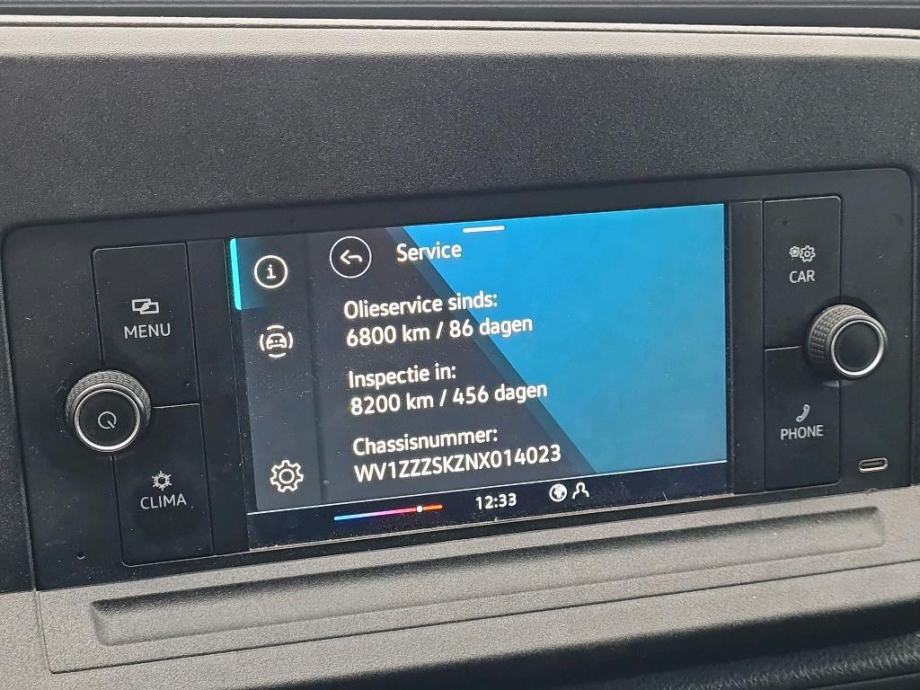 Service
Olieservice sinds:
6800 km / 86 dagen
Inspectie in:
8200 km / 456 dagen
Chassisnummer:
WV1ZZZSKZNX014023
12:33
MENU
CLIMA
CAR
PHONE